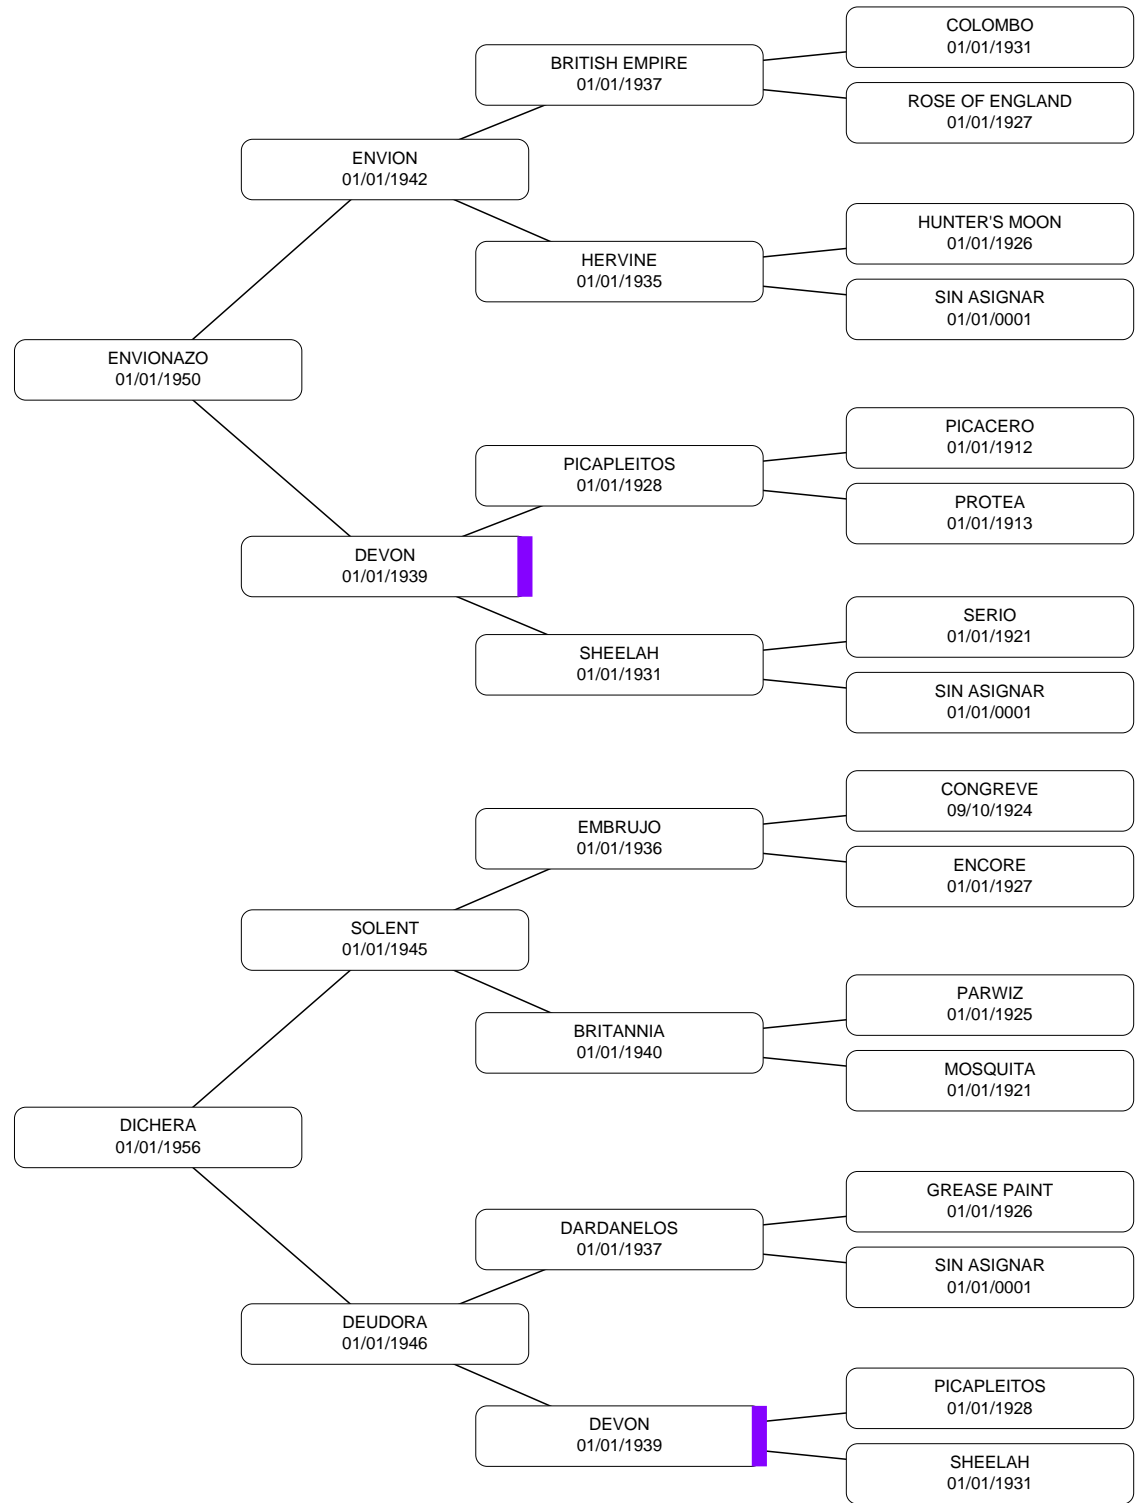 COLOMBO
01/01/1931
BRITISH EMPIRE
01/01/1937
ROSE OF ENGLAND
01/01/1927
ENVION
01/01/1942
HUNTER'S MOON
01/01/1926
HERVINE
01/01/1935
SIN ASIGNAR
01/01/0001
ENVIONAZO
01/01/1950
PICACERO
01/01/1912
PICAPLEITOS
01/01/1928
PROTEA
01/01/1913
DEVON
01/01/1939
SERIO
01/01/1921
SHEELAH
01/01/1931
SIN ASIGNAR
01/01/0001
CONGREVE
09/10/1924
EMBRUJO
01/01/1936
ENCORE
01/01/1927
SOLENT
01/01/1945
PARWIZ
01/01/1925
BRITANNIA
01/01/1940
MOSQUITA
01/01/1921
DICHERA
01/01/1956
GREASE PAINT
01/01/1926
DARDANELOS
01/01/1937
SIN ASIGNAR
01/01/0001
DEUDORA
01/01/1946
PICAPLEITOS
01/01/1928
DEVON
01/01/1939
SHEELAH
01/01/1931